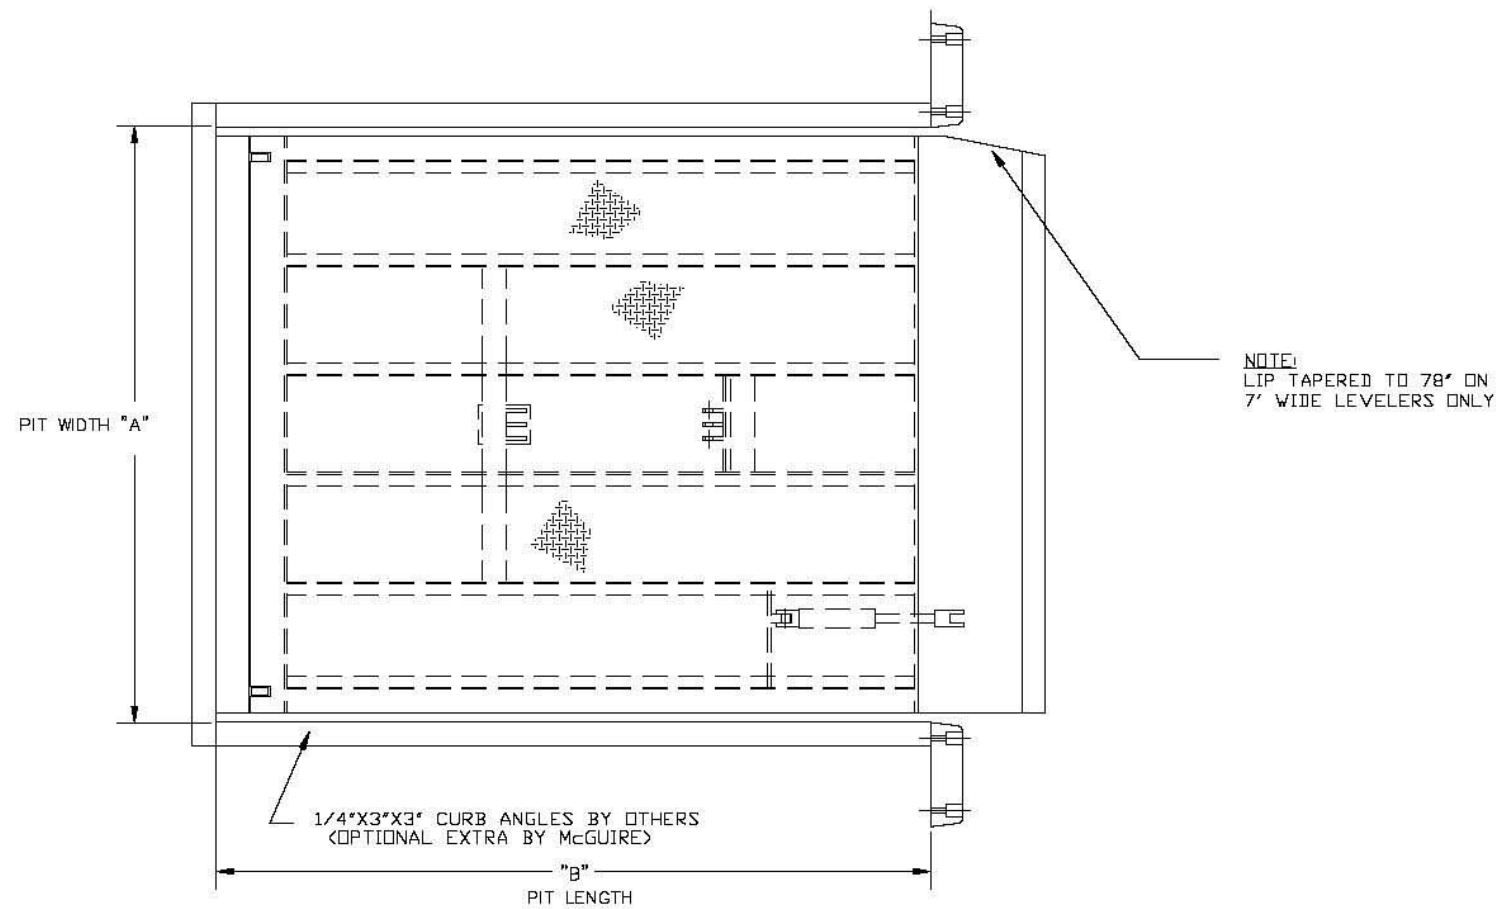 NOTE:
LIP TAPERED TO 78" ON
7' WIDE LEVELERS ONLY
PIT WIDTH "A"
1/4"X3"X3" CURB ANGLES BY OTHERS
(OPTIONAL EXTRA BY McGUIRE)
"B"
PIT LENGTH